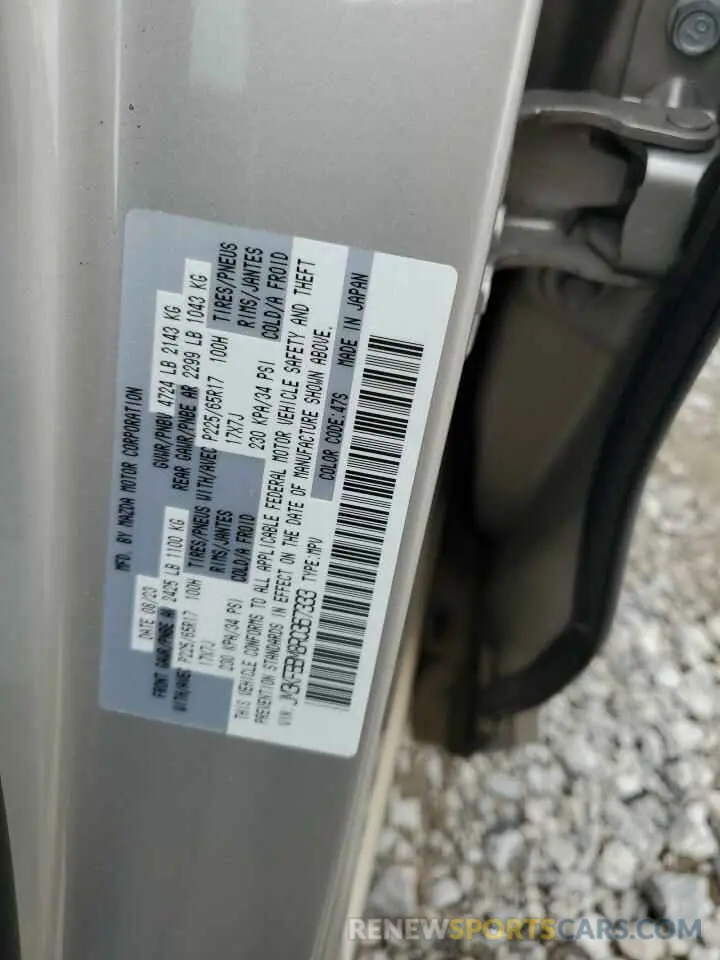 MFD. BY MAZDA MOTOR CORPORATION
DATE GVWR/PNBV 4724 LB 2143 KG
FRONT GAWR/PNBE AV 2425 LB 1100 KG REAR GAWR/PNBE AR 2299 LB 1043 KG
WITH/AVEC P225/65R17 100H TIRES/PNEUS WITH/AVEC P225/65R17 100H TIRES/PNEUS
17X7J RIMS/JANTES 17X7J RIMS/JANTES
230 KPA/34 PSI COLD/A FROID 230 KPA/34 PSI COLD/A FROID
THIS VEHICLE CONFORMS TO ALL APPLICABLE FEDERAL MOTOR VEHICLE SAFETY AND THEFT
PREVENTION STANDARDS IN EFFECT ON THE DATE OF MANUFACTURE SHOWN ABOVE.
VIN: TYPE:MPV COLOR CODE:47S MADE IN JAPAN
RENEWSPORTSCARS.COM